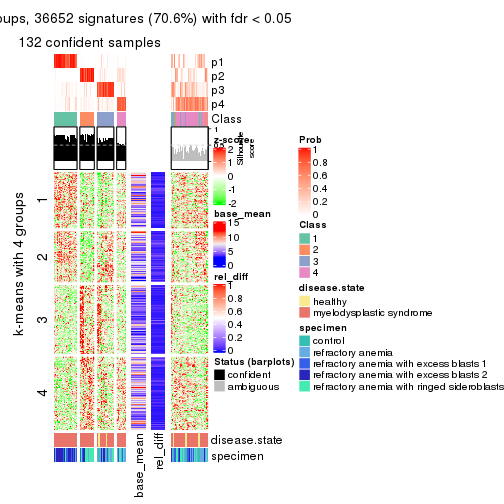 oups, 36652 signatures (70.6%) with fdr < 0.05
132 confident samples
p1
p2
p3
p4
Class
z-score
2
1
0
-1
-2
Silhouette
score
1
base_mean
15
10
5
0
rel_diff
1
0.8
0.6
0.4
0.2
0
Status (barplots)
confident
ambiguous
Prob
1
0.8
0.6
0.4
0.2
0
Class
1
2
3
4
disease.state
healthy
myelodysplastic syndrome
specimen
control
refractory anemia
refractory anemia with excess blasts 1
refractory anemia with excess blasts 2
refractory anemia with ringed sideroblasts
k-means with 4 groups
1
2
3
4
disease.state
specimen
base_mean
rel_diff